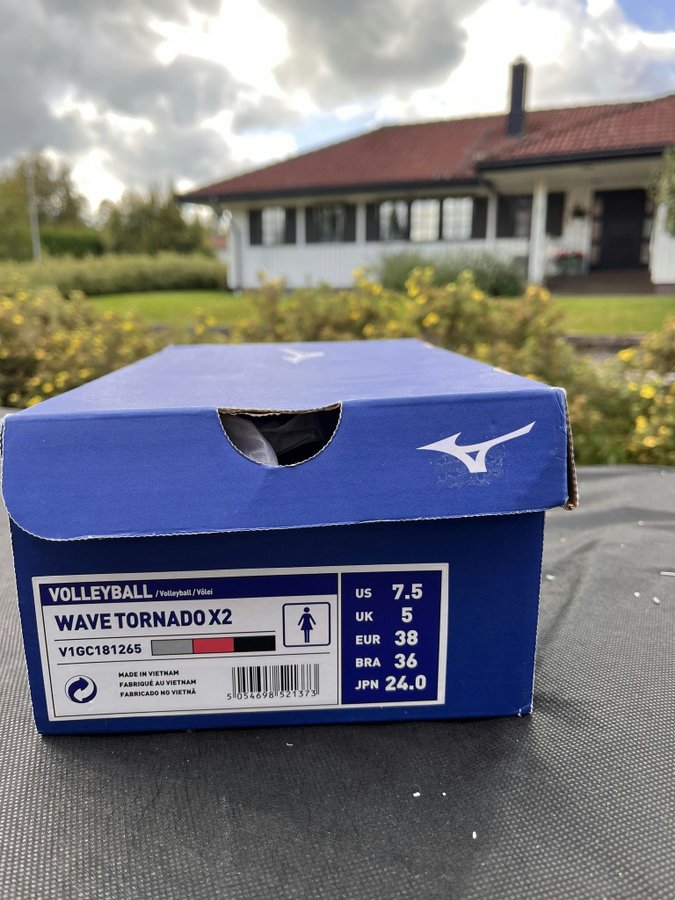 VOLLEYBALL / Volleyball / Vôlei
WAVE TORNADO X2
V1GC181265
MADE IN VIETNAM
FABRIQUÉ AU VIETNAM
FABRICADO NO VIETNÃ
5 054698 521373
US 7.5
UK 5
EUR 38
BRA 36
JPN 24.0